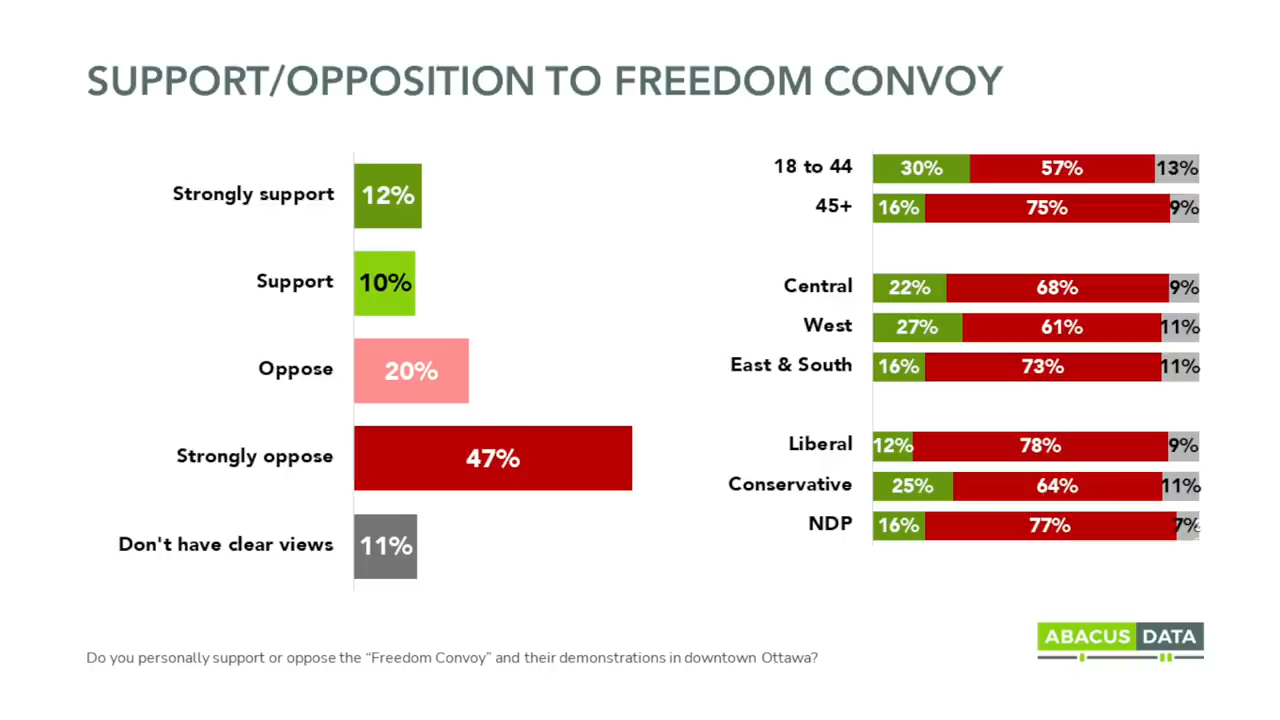 SUPPORT/OPPOSITION TO FREEDOM CONVOY
Strongly support 12%
Support 10%
Oppose 20%
Strongly oppose 47%
Don't have clear views 11%
18 to 44 30% 57% 13%
45+ 16% 75% 9%
Central 22% 68% 9%
West 27% 61% 11%
East & South 16% 73% 11%
Liberal 12% 78% 9%
Conservative 25% 64% 11%
NDP 16% 77% 7%
ABACUS DATA
Do you personally support or oppose the “Freedom Convoy” and their demonstrations in downtown Ottawa?